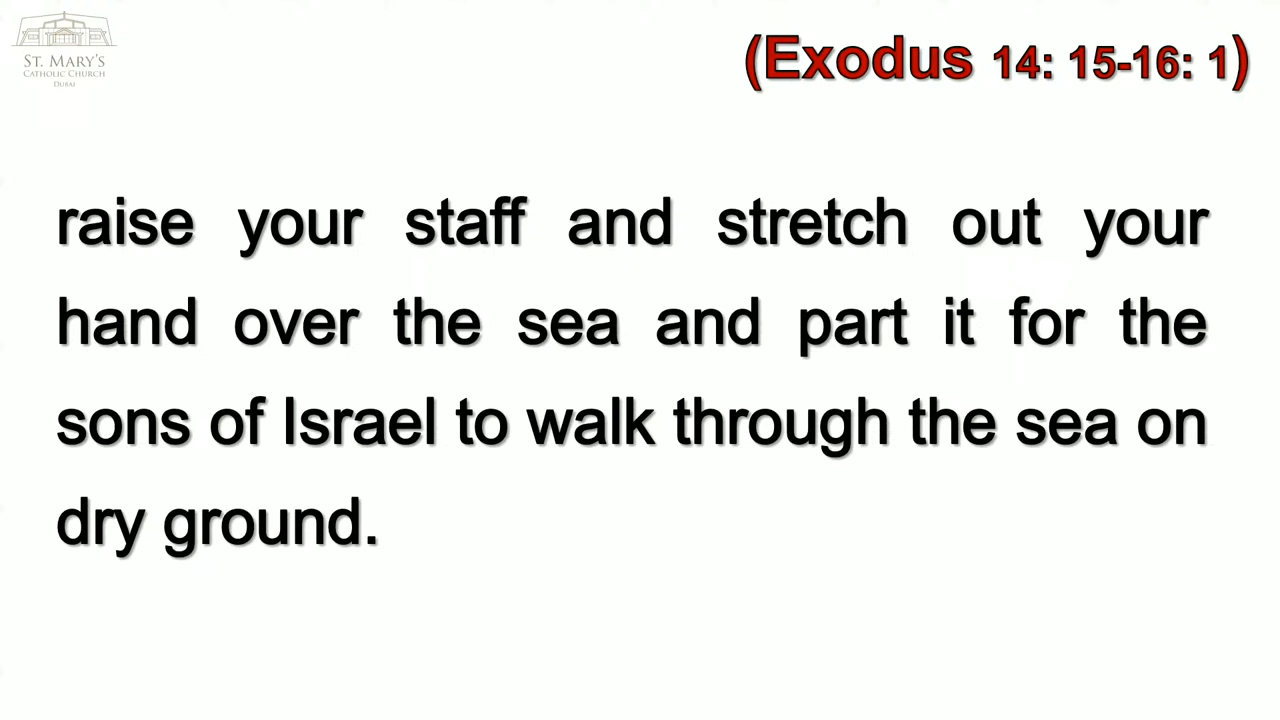 ST. MARY'S
CATHOLIC CHURCH
DUBAI
(Exodus 14: 15-16: 1)
raise your staff and stretch out your
hand over the sea and part it for the
sons of Israel to walk through the sea on
dry ground.